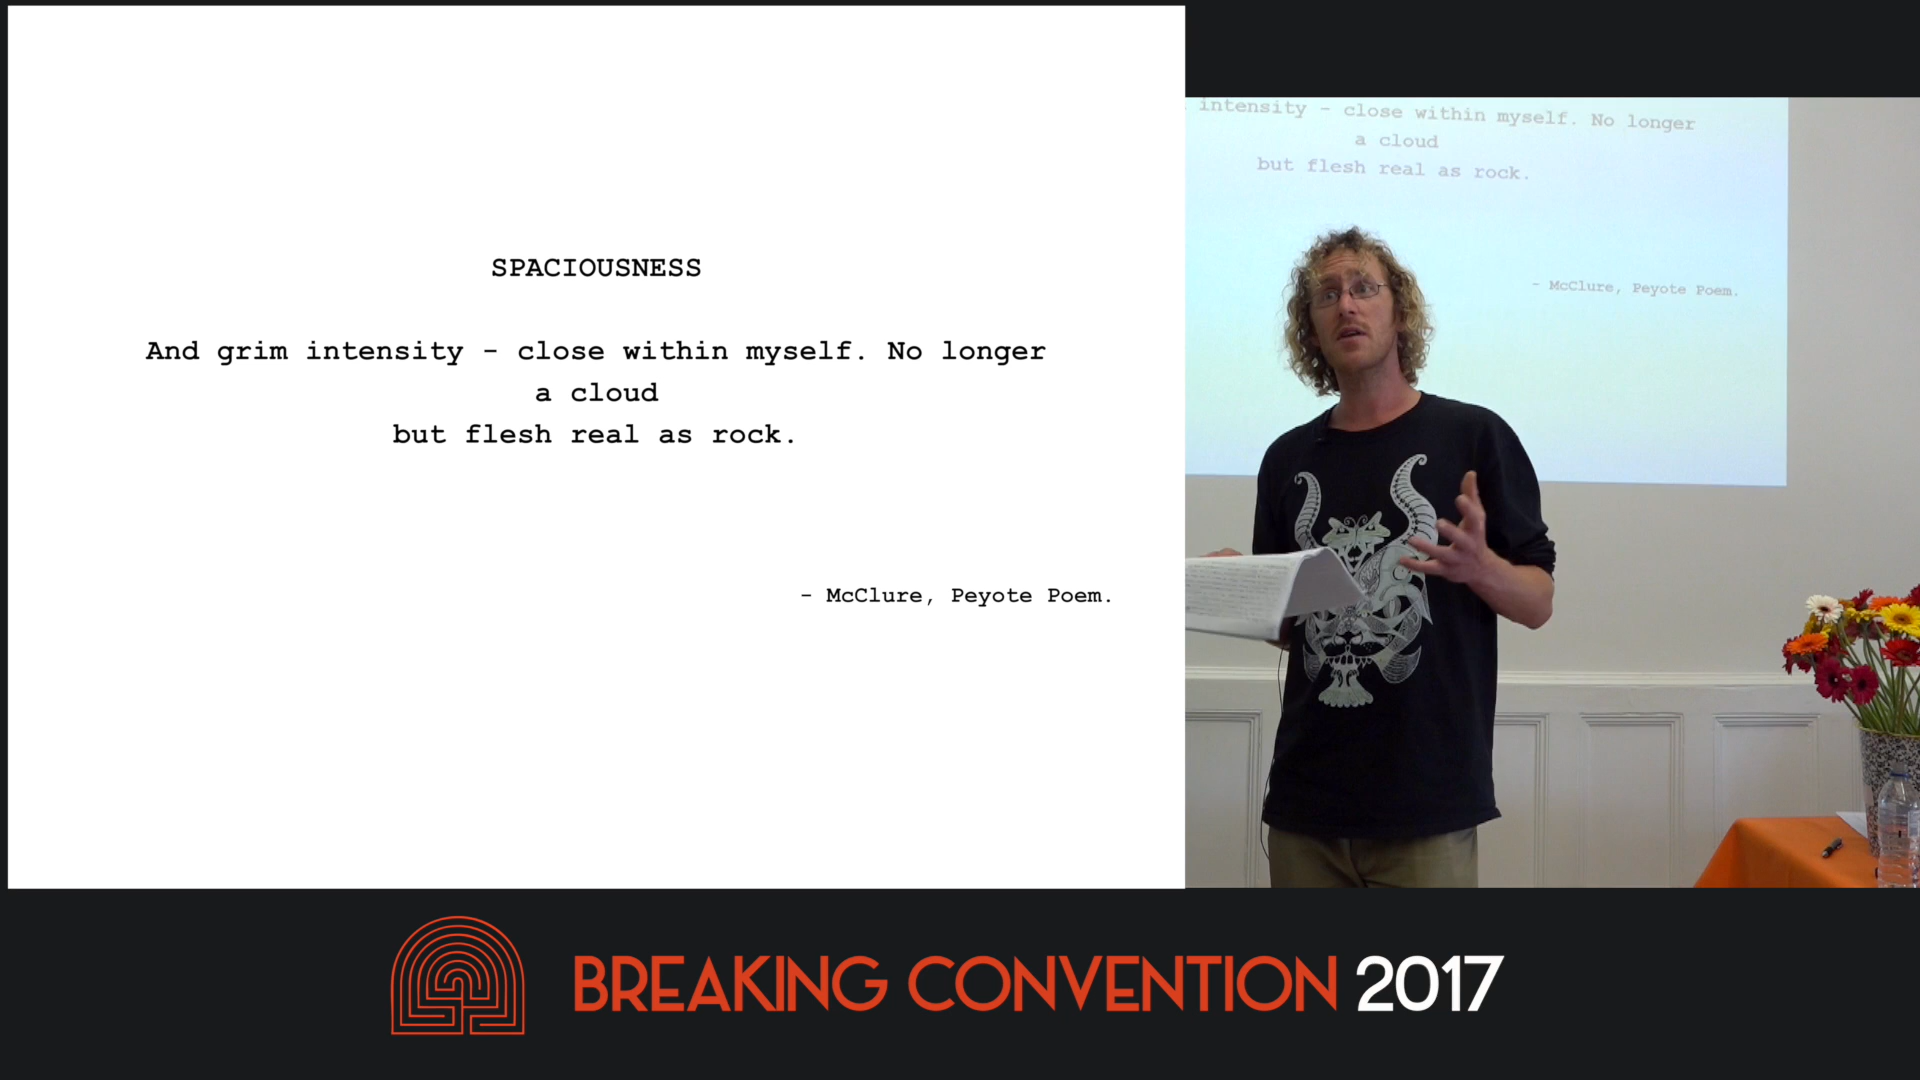 SPACIOUSNESS
And grim intensity - close within myself. No longer
a cloud
but flesh real as rock.
- McClure, Peyote Poem.
intensity - close within myself. No longer
a cloud
but flesh real as rock.
- McClure, Peyote Poem.
BREAKING CONVENTION 2017